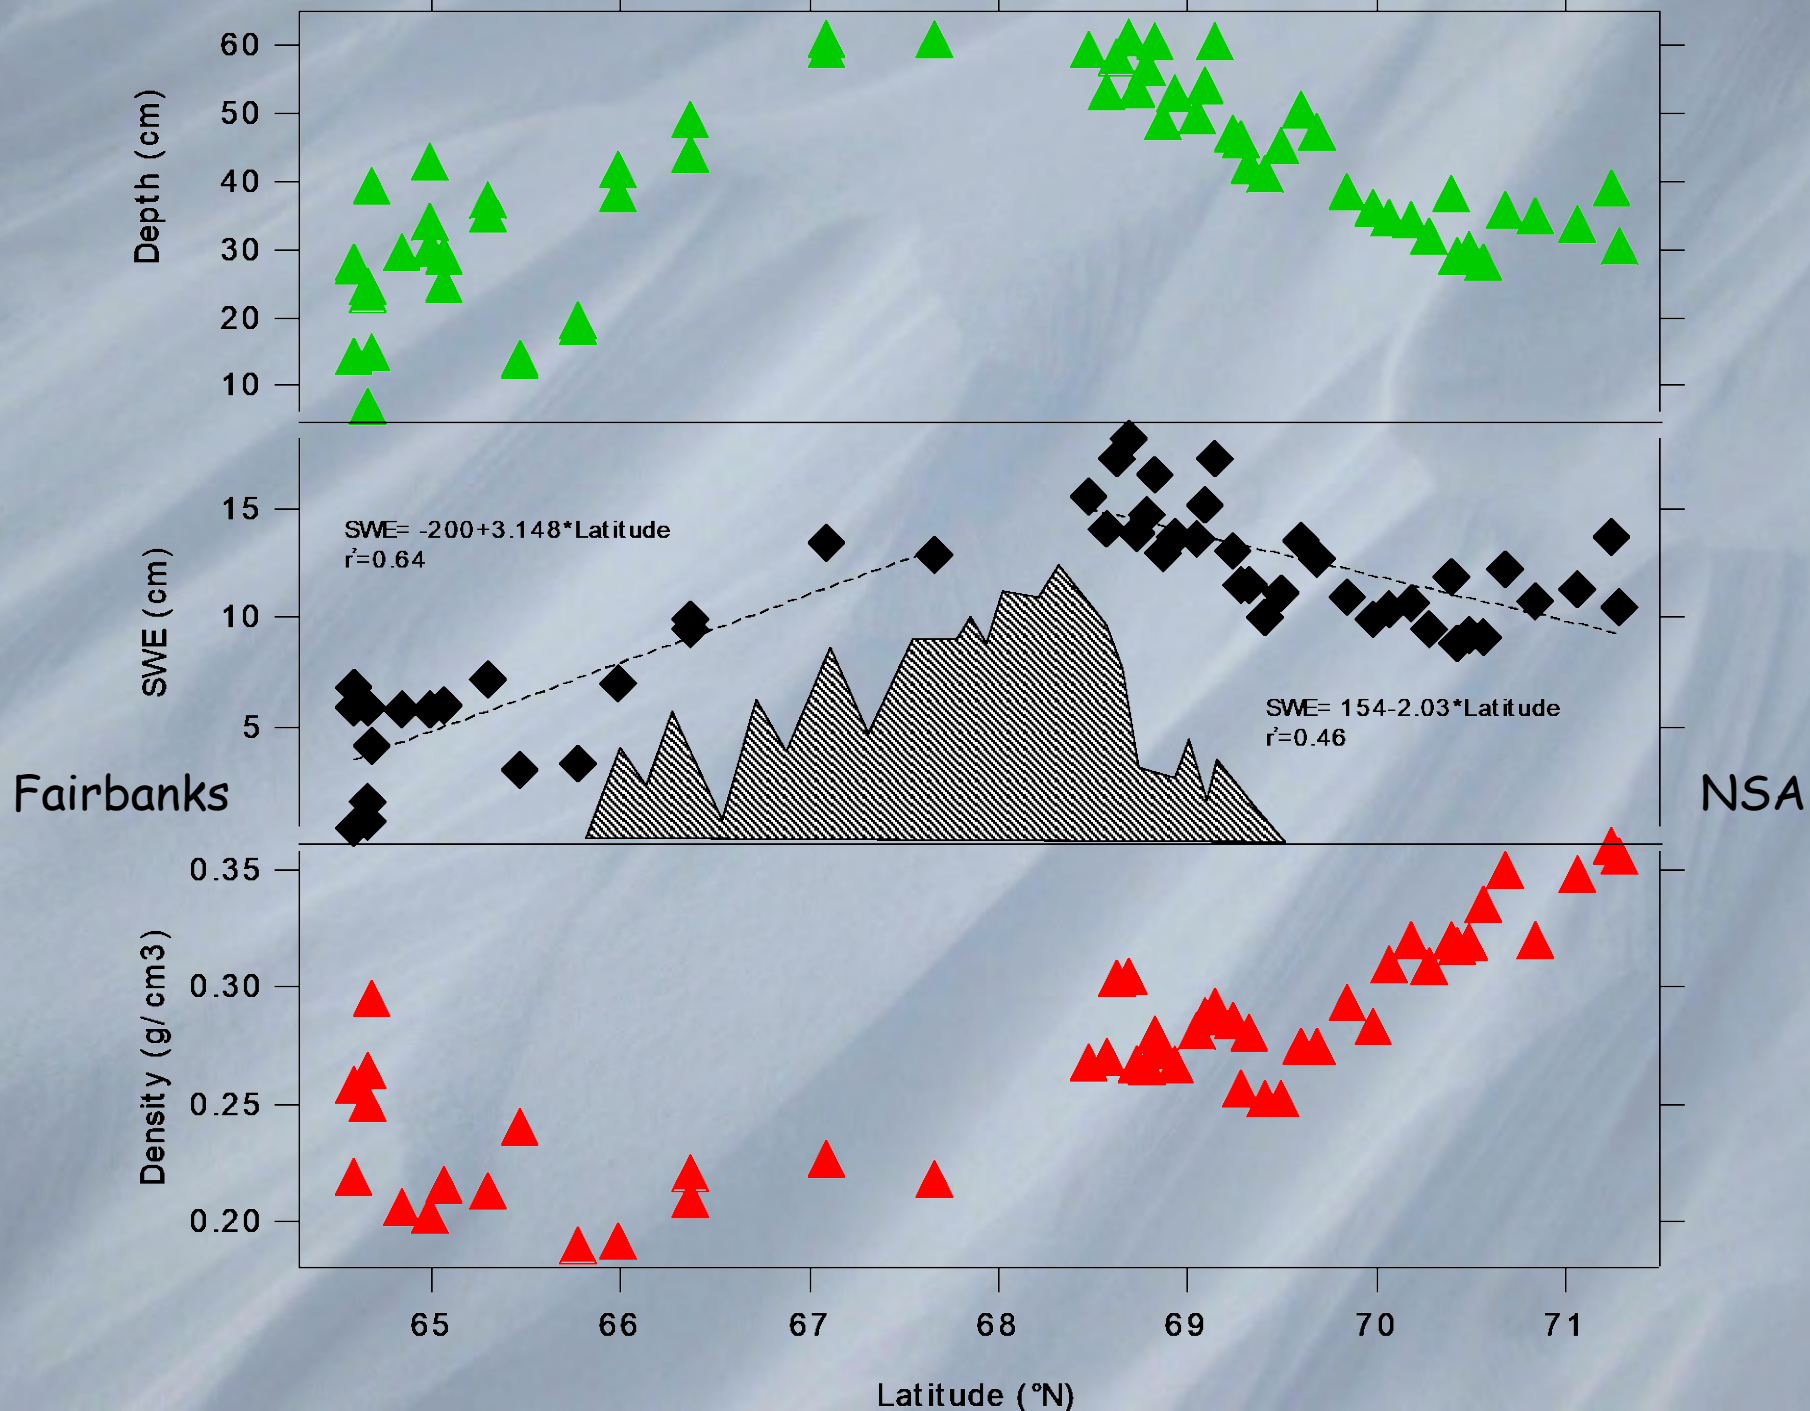 60
50
40
30
20
10
Depth (cm)
15
10
5
SWE (cm)
SWE= -200+3.148*Latitude
r²=0.64
SWE= 154-2.03*Latitude
r²=0.46
Fairbanks
NSA
0.35
0.30
0.25
0.20
Density (g/cm3)
65 66 67 68 69 70 71
Latitude (°N)